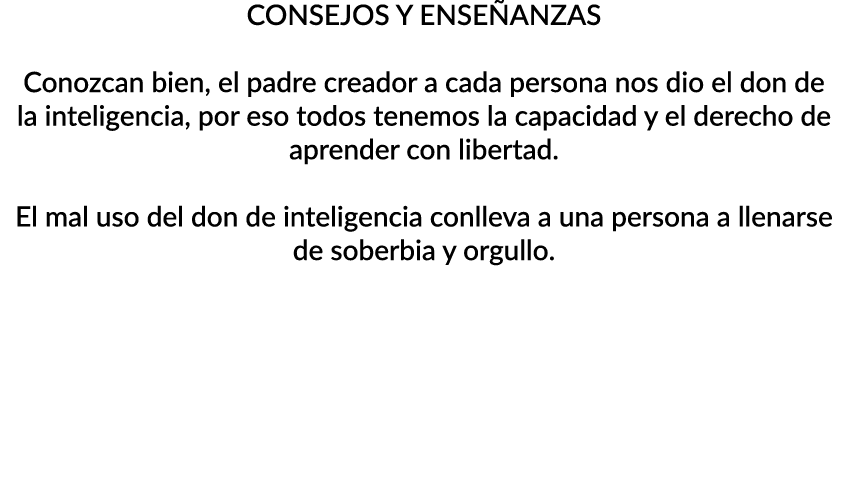 CONSEJOS Y ENSEÑANZAS
Conozcan bien, el padre creador a cada persona nos dio el don de
la inteligencia, por eso todos tenemos la capacidad y el derecho de
aprender con libertad.
El mal uso del don de inteligencia conlleva a una persona a llenarse
de soberbia y orgullo.